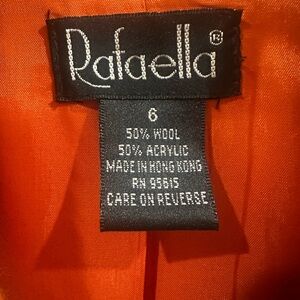 Rafaella®
6
50% WOOL
50% ACRYLIC
MADE IN HONG KONG
RN 95615
CARE ON REVERSE